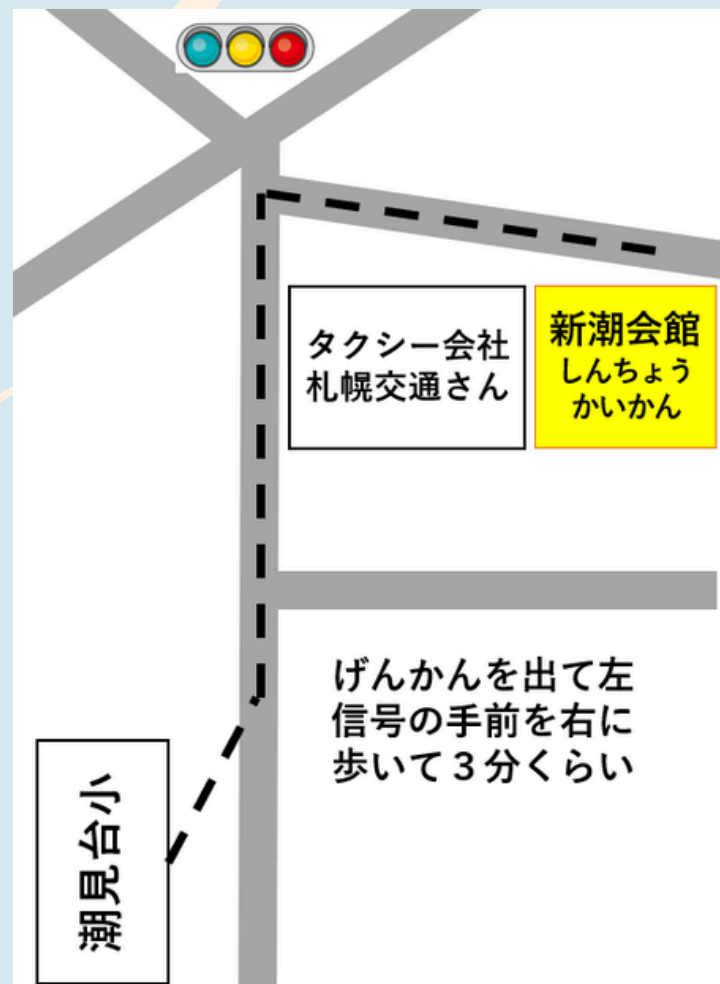 タクシー会社
札幌交通さん
新潮会館
しんちょう
かいかん
げんかんを出て左
信号の手前を右に
歩いて３分くらい
潮見台小